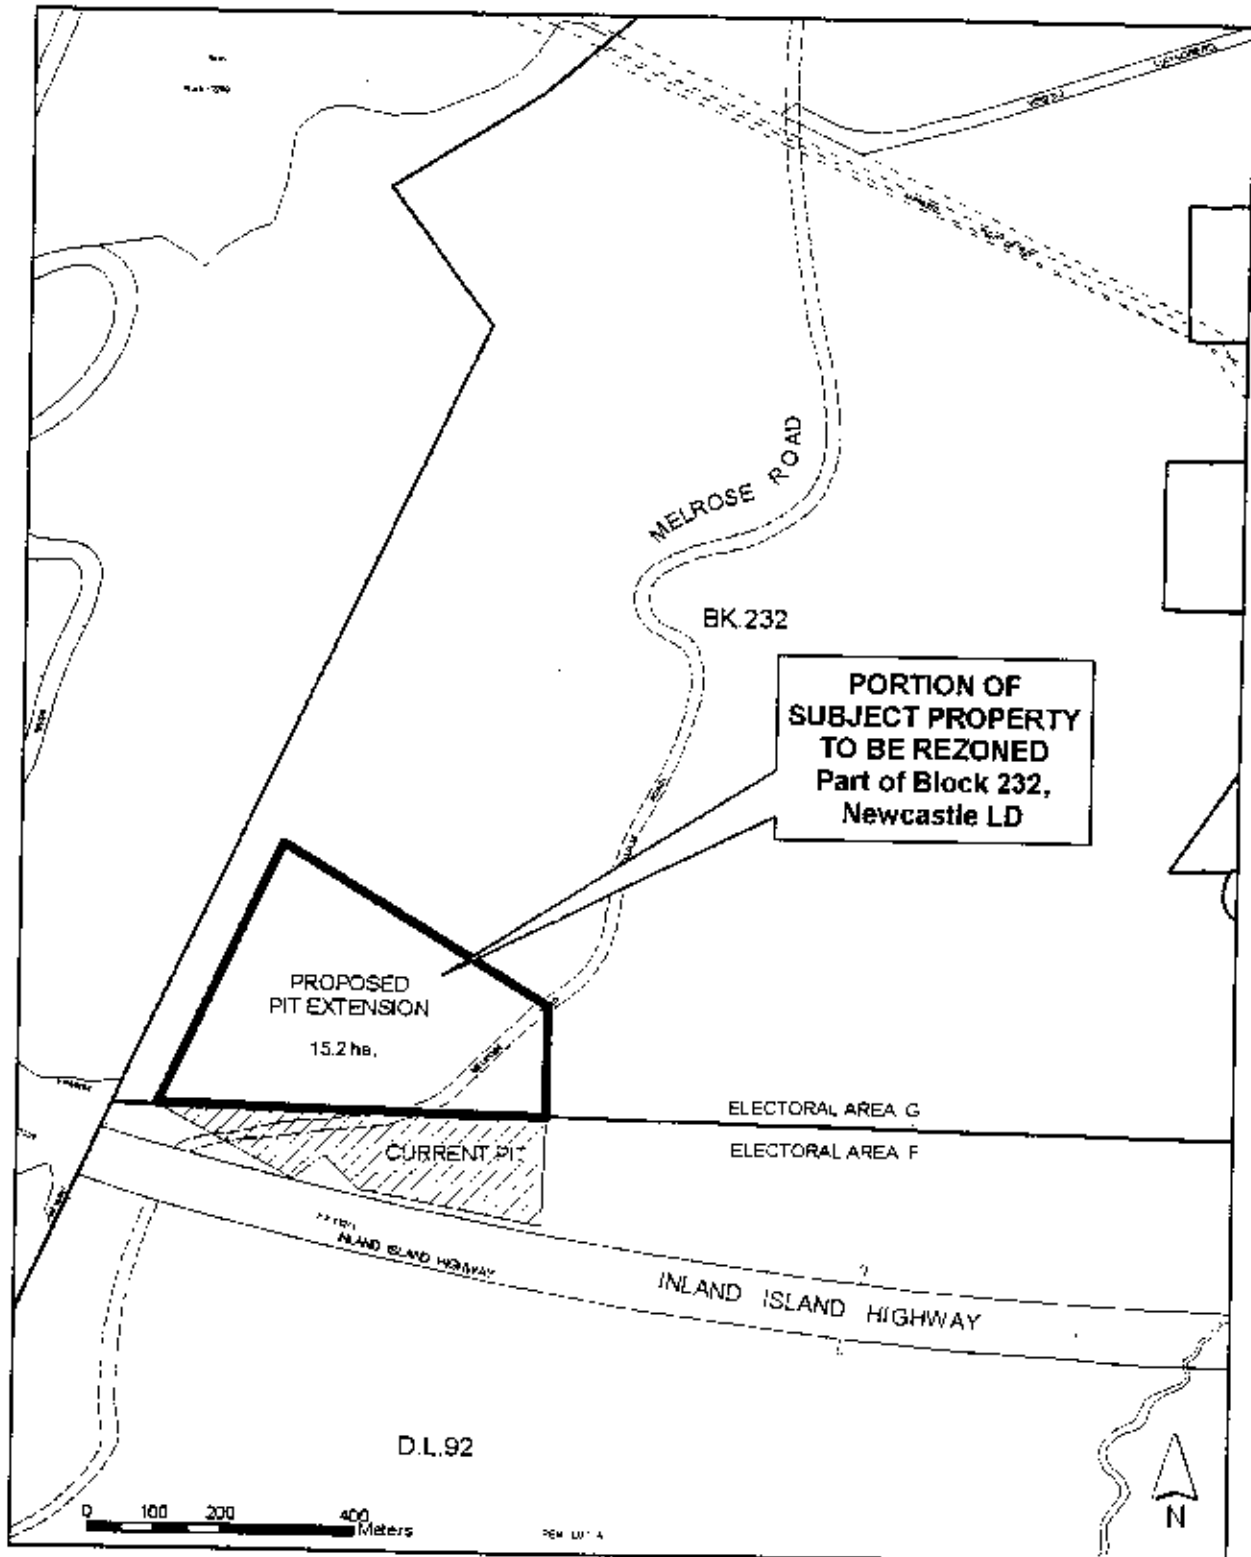 MELROSE ROAD
BK.232
PORTION OF
SUBJECT PROPERTY
TO BE REZONED
Part of Block 232,
Newcastle LD
PROPOSED
PIT EXTENSION
15.2 ha.
ELECTORAL AREA G
CURRENT PIT
ELECTORAL AREA F
INLAND ISLAND HIGHWAY
INLAND ISLAND HIGHWAY
D.L.92
0 100 200 400
Meters
N